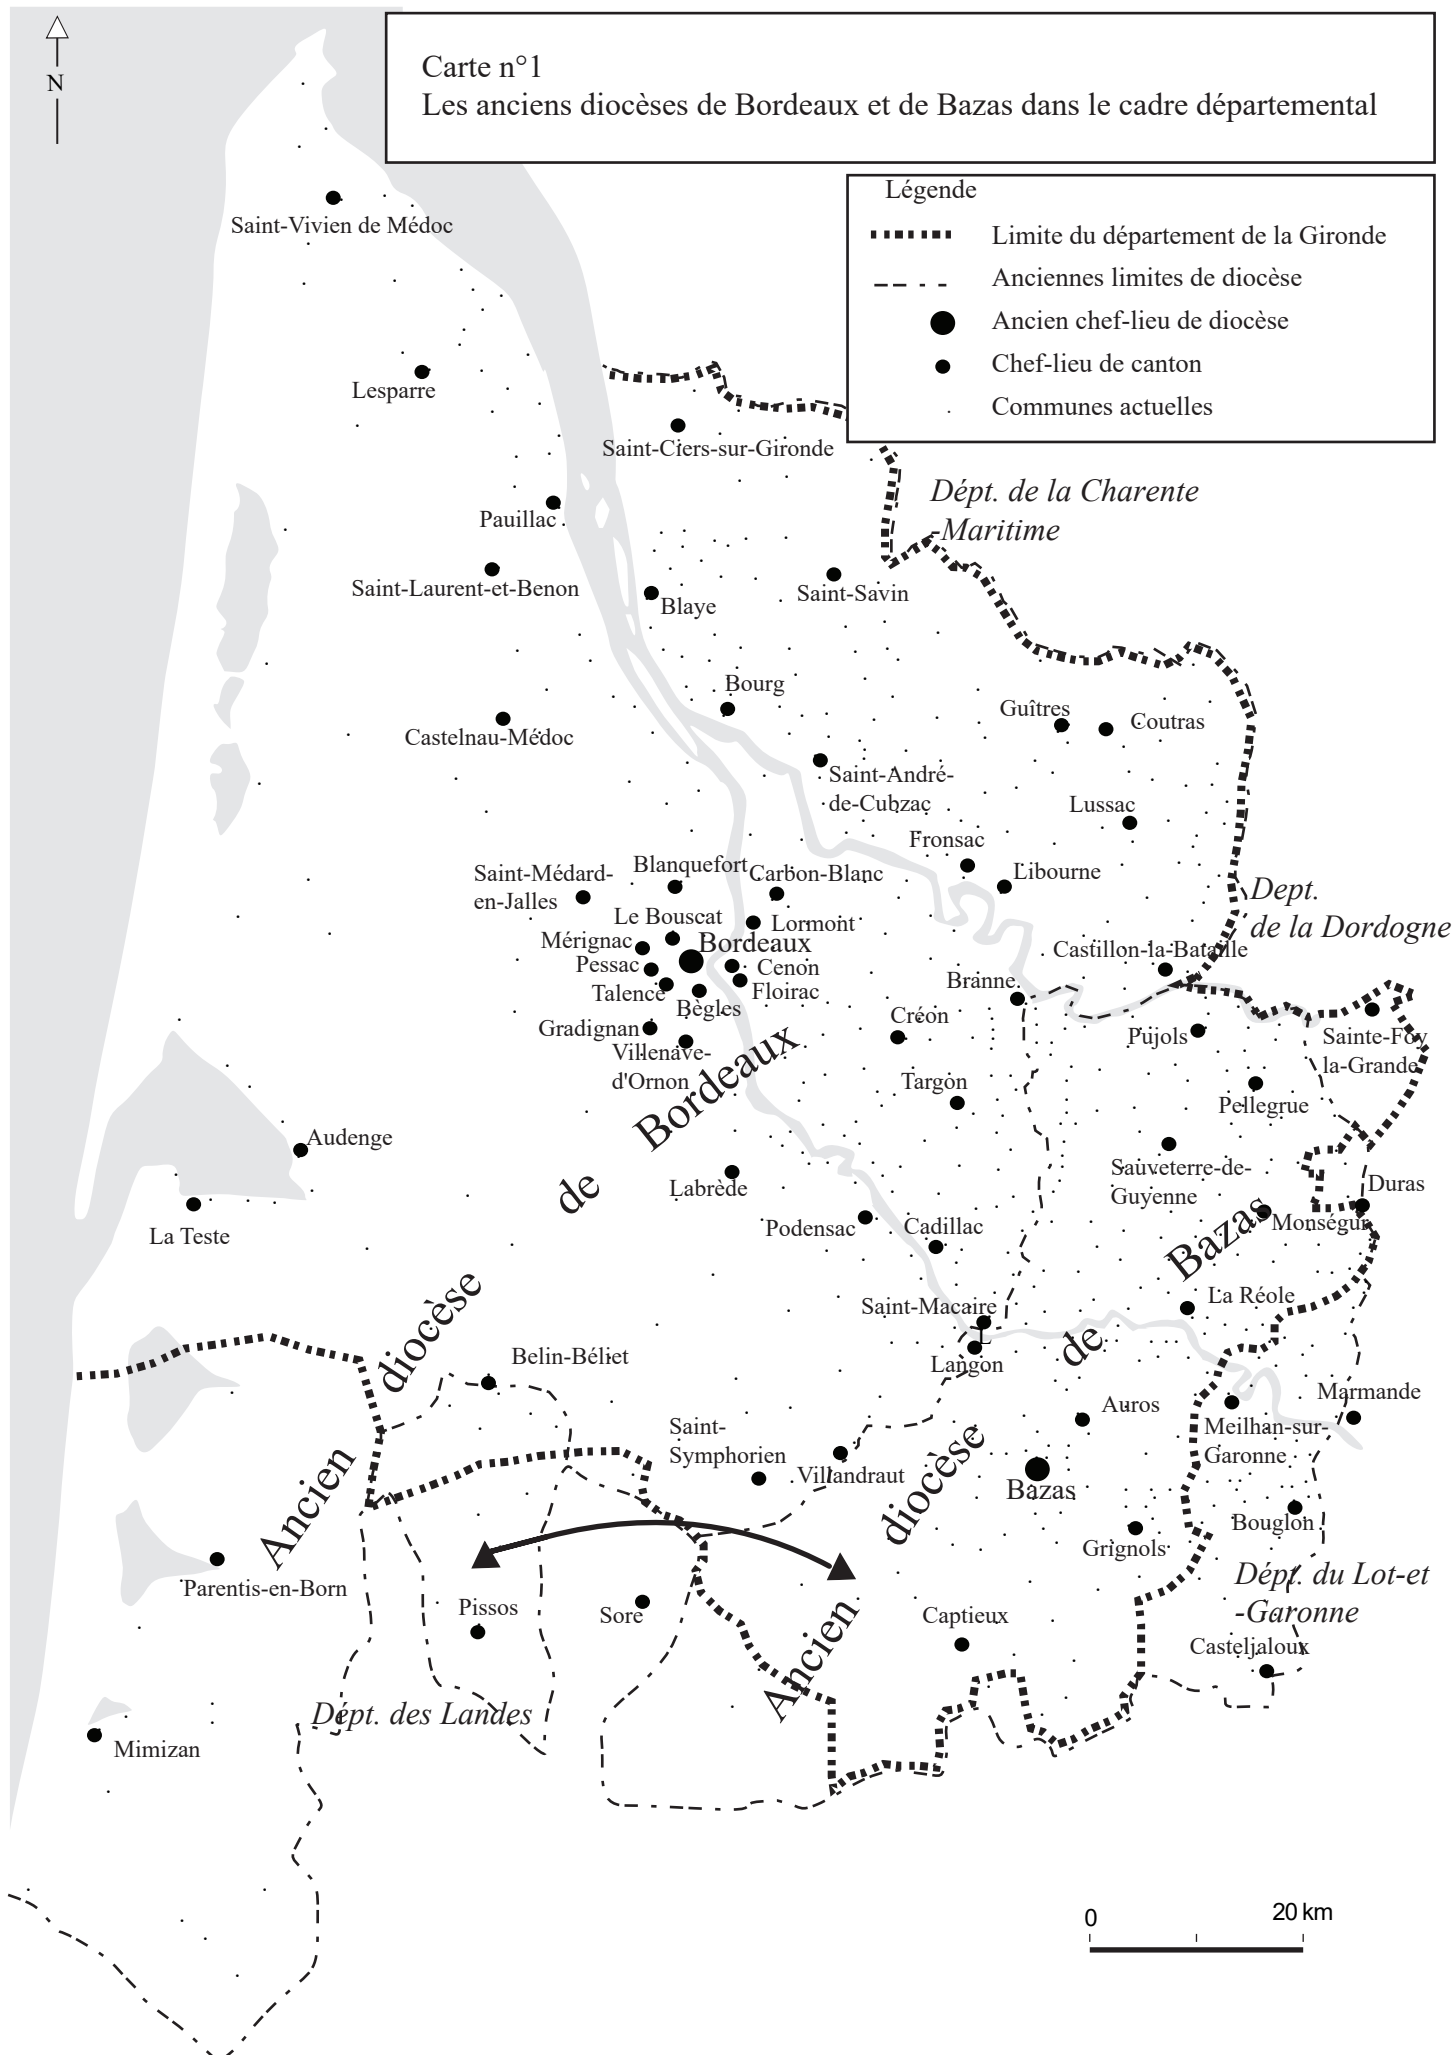 N
Carte n°1
Les anciens diocèses de Bordeaux et de Bazas dans le cadre départemental
Légende
Limite du département de la Gironde
Anciennes limites de diocèse
Ancien chef-lieu de diocèse
Chef-lieu de canton
Communes actuelles
Saint-Vivien de Médoc
Lesparre
Saint-Ciers-sur-Gironde
Dépt. de la Charente
-Maritime
Pauillac
Saint-Laurent-et-Benon
Blaye
Saint-Savin
Bourg
Guîtres
Coutras
Castelnau-Médoc
Saint-André-
de-Cubzac
Lussac
Fronsac
Libourne
Saint-Médard-
en-Jalles
Blanquefort
Carbon-Blanc
Le Bouscat
Lormont
Mérignac
Bordeaux
Pessac
Cenon
Talence
Floirac
Bègles
Gradignan
Villenave-
d'Ornon
Dept.
de la Dordogne
Castillon-la-Bataille
Branne
Créon
Pujols
Sainte-Foy
la-Grande
Targon
Pellegrue
Audenge
La Teste
Labrède
Sauveterre-de-
Guyenne
Duras
Monségur
Podensac
Cadillac
Saint-Macaire
L
Langon
La Réole
Belin-Béliet
Auros
Marmande
Meilhan-sur-
Garonne
Saint-
Symphorien
Villandraut
Bazas
Bouglon
Grignols
Dépt. du Lot-et
-Garonne
Parentis-en-Born
Pissos
Sore
Captieux
Casteljaloux
Dépt. des Landes
Mimizan
Ancien diocèse de Bordeaux
Ancien diocèse de Bazas
0 20 km